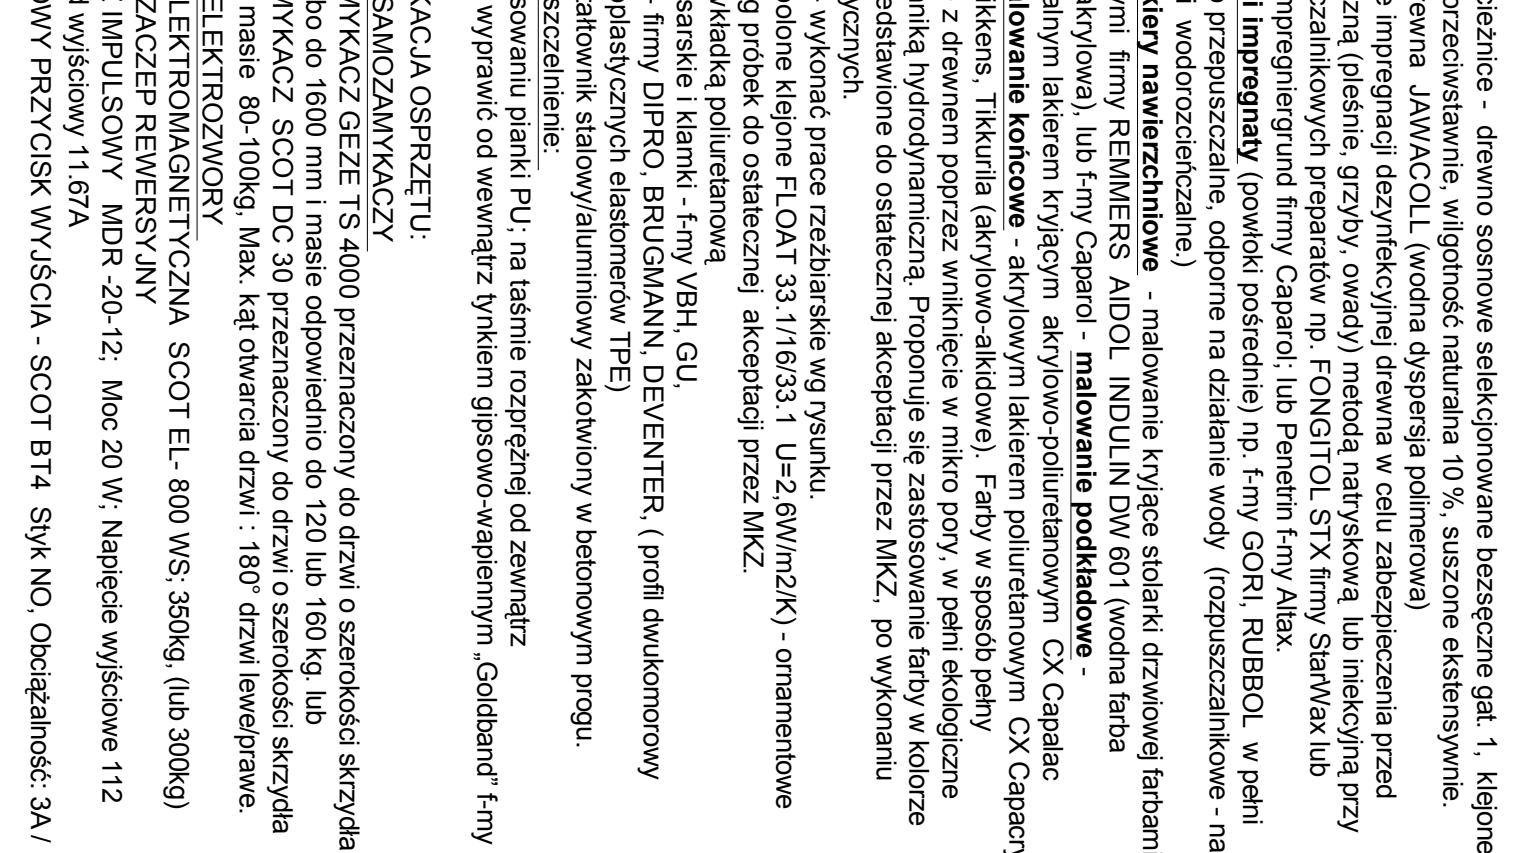 cieżnice - drewno sosnowe selekcjonowane bezsęczne gat. 1, klejone
orzeciwstawnie, wilgotność naturalna 10 %, suszone ekstensywnie.
rewna JAWACOLL (wodna dyspersja polimerowa)
e impregnacji dezynfekcyjnej drewna w celu zabezpieczenia przed
zną (pleśnie, grzyby, owady) metodą natryskową lub iniekcyjną przy
czalnikowych preparatów np. FONGITOL STX firmy StarWax lub
mpregniergrund firmy Caparol; lub Penetrin f-my Altax.
i impregnaty (powłoki pośrednie) np. f-my GORI, RUBBOL w pełni
o przepuszczalne, odporne na działanie wody (rozpuszczalnikowe - na
i wodorozcieńczalne.)
kiery nawierzchniowe - malowanie kryjące stolarki drzwiowej farbami
ymi firmy REMMERS AIDOL INDULIN DW 601 (wodna farba
akrylowa), lub f-my Caparol - malowanie podkładowe -
alnym lakierem kryjącym akrylowo-poliuretanowym CX Capalac
alowanie końcowe - akrylowym lakierem poliuretanowym CX Capacry
ikkens, Tikkurila (akrylowo-alkidowe). Farby w sposób pełny
z drewnem poprzez wniknięcie w mikro pory, w pełni ekologiczne
aniką hydrodynamiczną. Proponuje się zastosowanie farby w kolorze
edstawione do ostatecznej akceptacji przez MKZ, po wykonaniu
ycznych.
- wykonać prace rzeźbiarskie wg rysunku.
polone klejone FLOAT 33.1/16/33.1 U=2,6W/m2/K) - ornamentowe
g próbek do ostatecznej akceptacji przez MKZ.
wkładką poliuretanową
sarskie i klamki - f-my VBH, GU,
- firmy DIPRO, BRUGMANN, DEVENTER, ( profil dwukomorowy
oplastycznych elastomerów TPE)
tałtownik stalowy/aluminiowy zakotwiony w betonowym progu.
szczelnienie:
sowaniu pianki PU; na taśmie rozprężnej od zewnątrz
wyprawić od wewnątrz tynkiem gipsowo-wapiennym „Goldband” f-my
KACJA OSPRZĘTU:
SAMOZAMYKACZY
MYKACZ GEZE TS 4000 przeznaczony do drzwi o szerokości skrzydła
bo do 1600 mm i masie odpowiednio do 120 lub 160 kg. lub
MYKACZ SCOT DC 30 przeznaczony do drzwi o szerokości skrzydła
masie 80-100kg, Max. kąt otwarcia drzwi : 180° drzwi lewe/prawe.
ELEKTROZWORY
LEKTROMAGNETYCZNA SCOT EL- 800 WS; 350kg, (lub 300kg)
ZACZEP REWERSYJNY
IMPULSOWY MDR -20-12; Moc 20 W; Napięcie wyjściowe 112
d wyjściowy 11.67A
OWY PRZYCISK WYJŚCIA - SCOT BT4 Styk NO, Obciążalność: 3A /